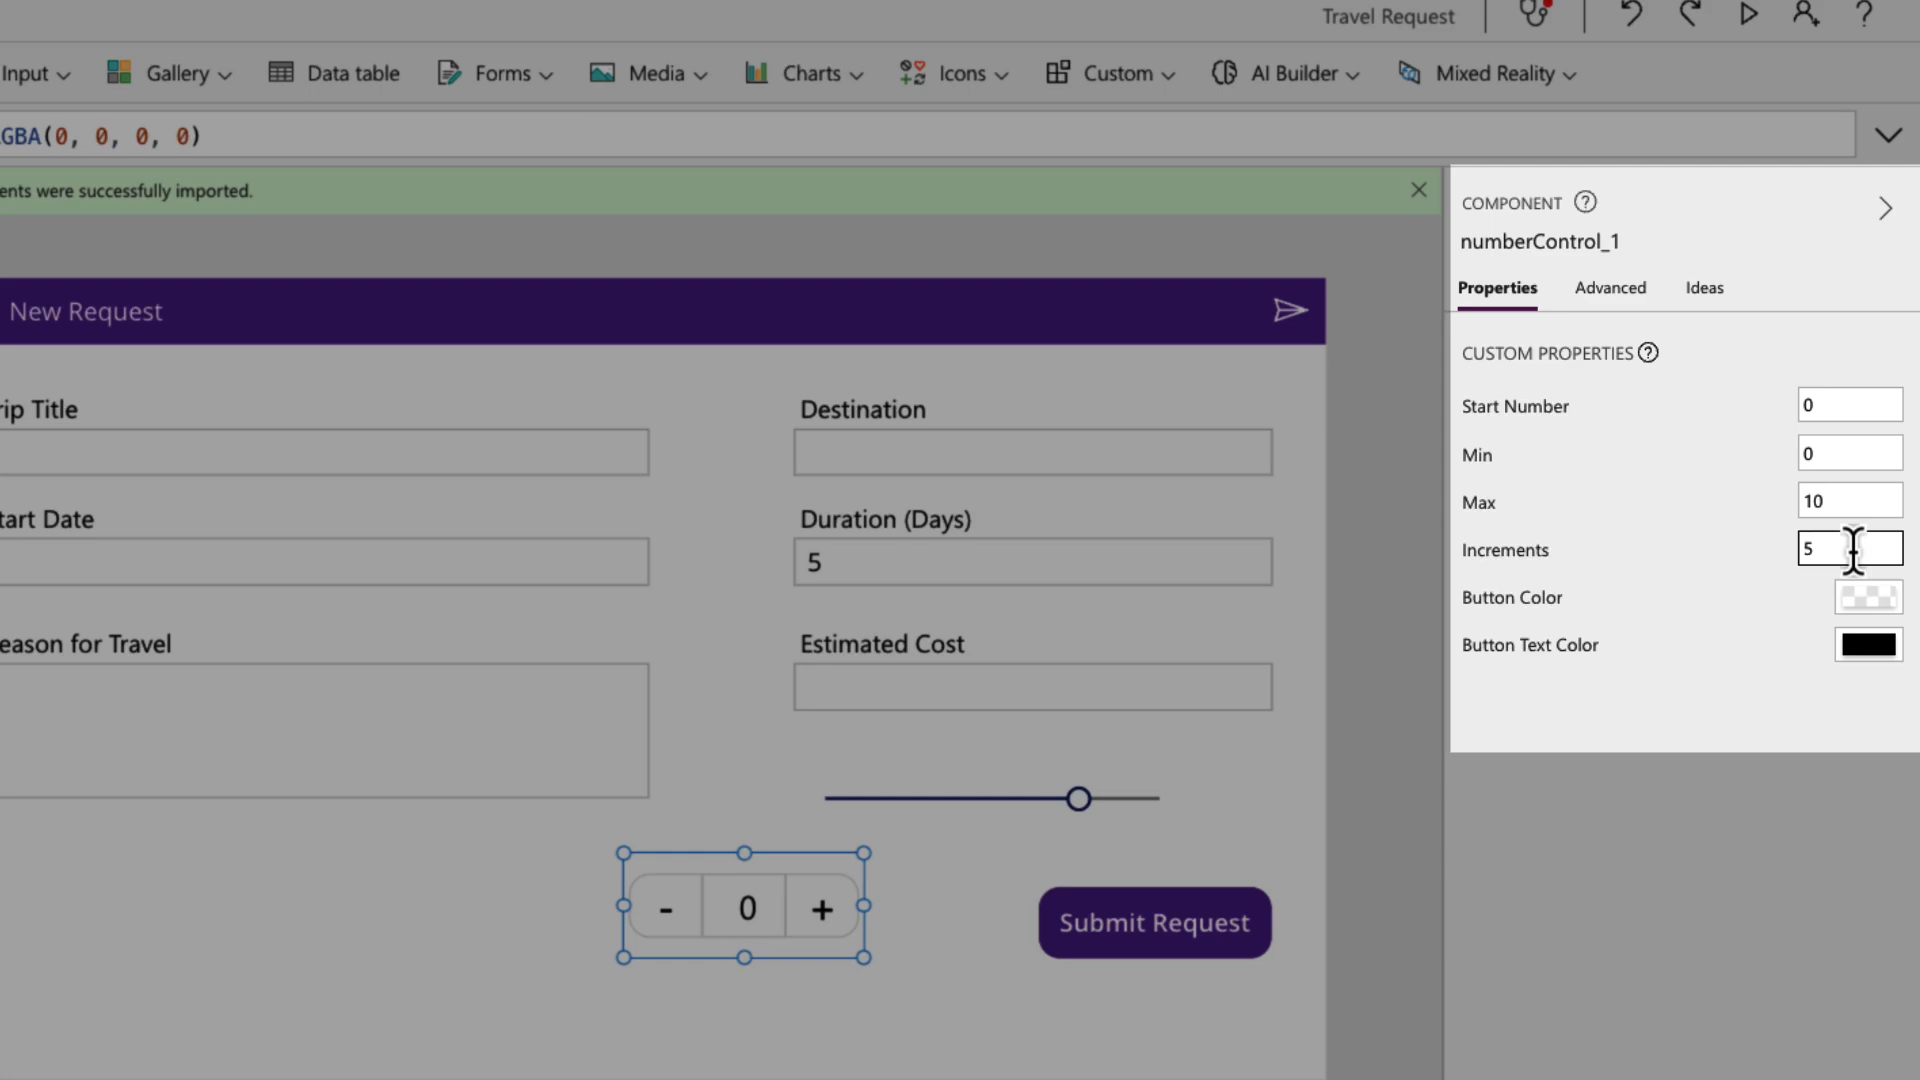 Travel Request
Input Gallery Data table Forms Media Charts Icons Custom AI Builder Mixed Reality
GBA(0, 0, 0, 0)
ents were successfully imported.
COMPONENT ?
numberControl_1
Properties Advanced Ideas
CUSTOM PROPERTIES ?
Start Number 0
Min 0
Max 10
Increments 5
Button Color
Button Text Color
New Request
rip Title
Destination
tart Date
Duration (Days)
5
eason for Travel
Estimated Cost
- 0 +
Submit Request